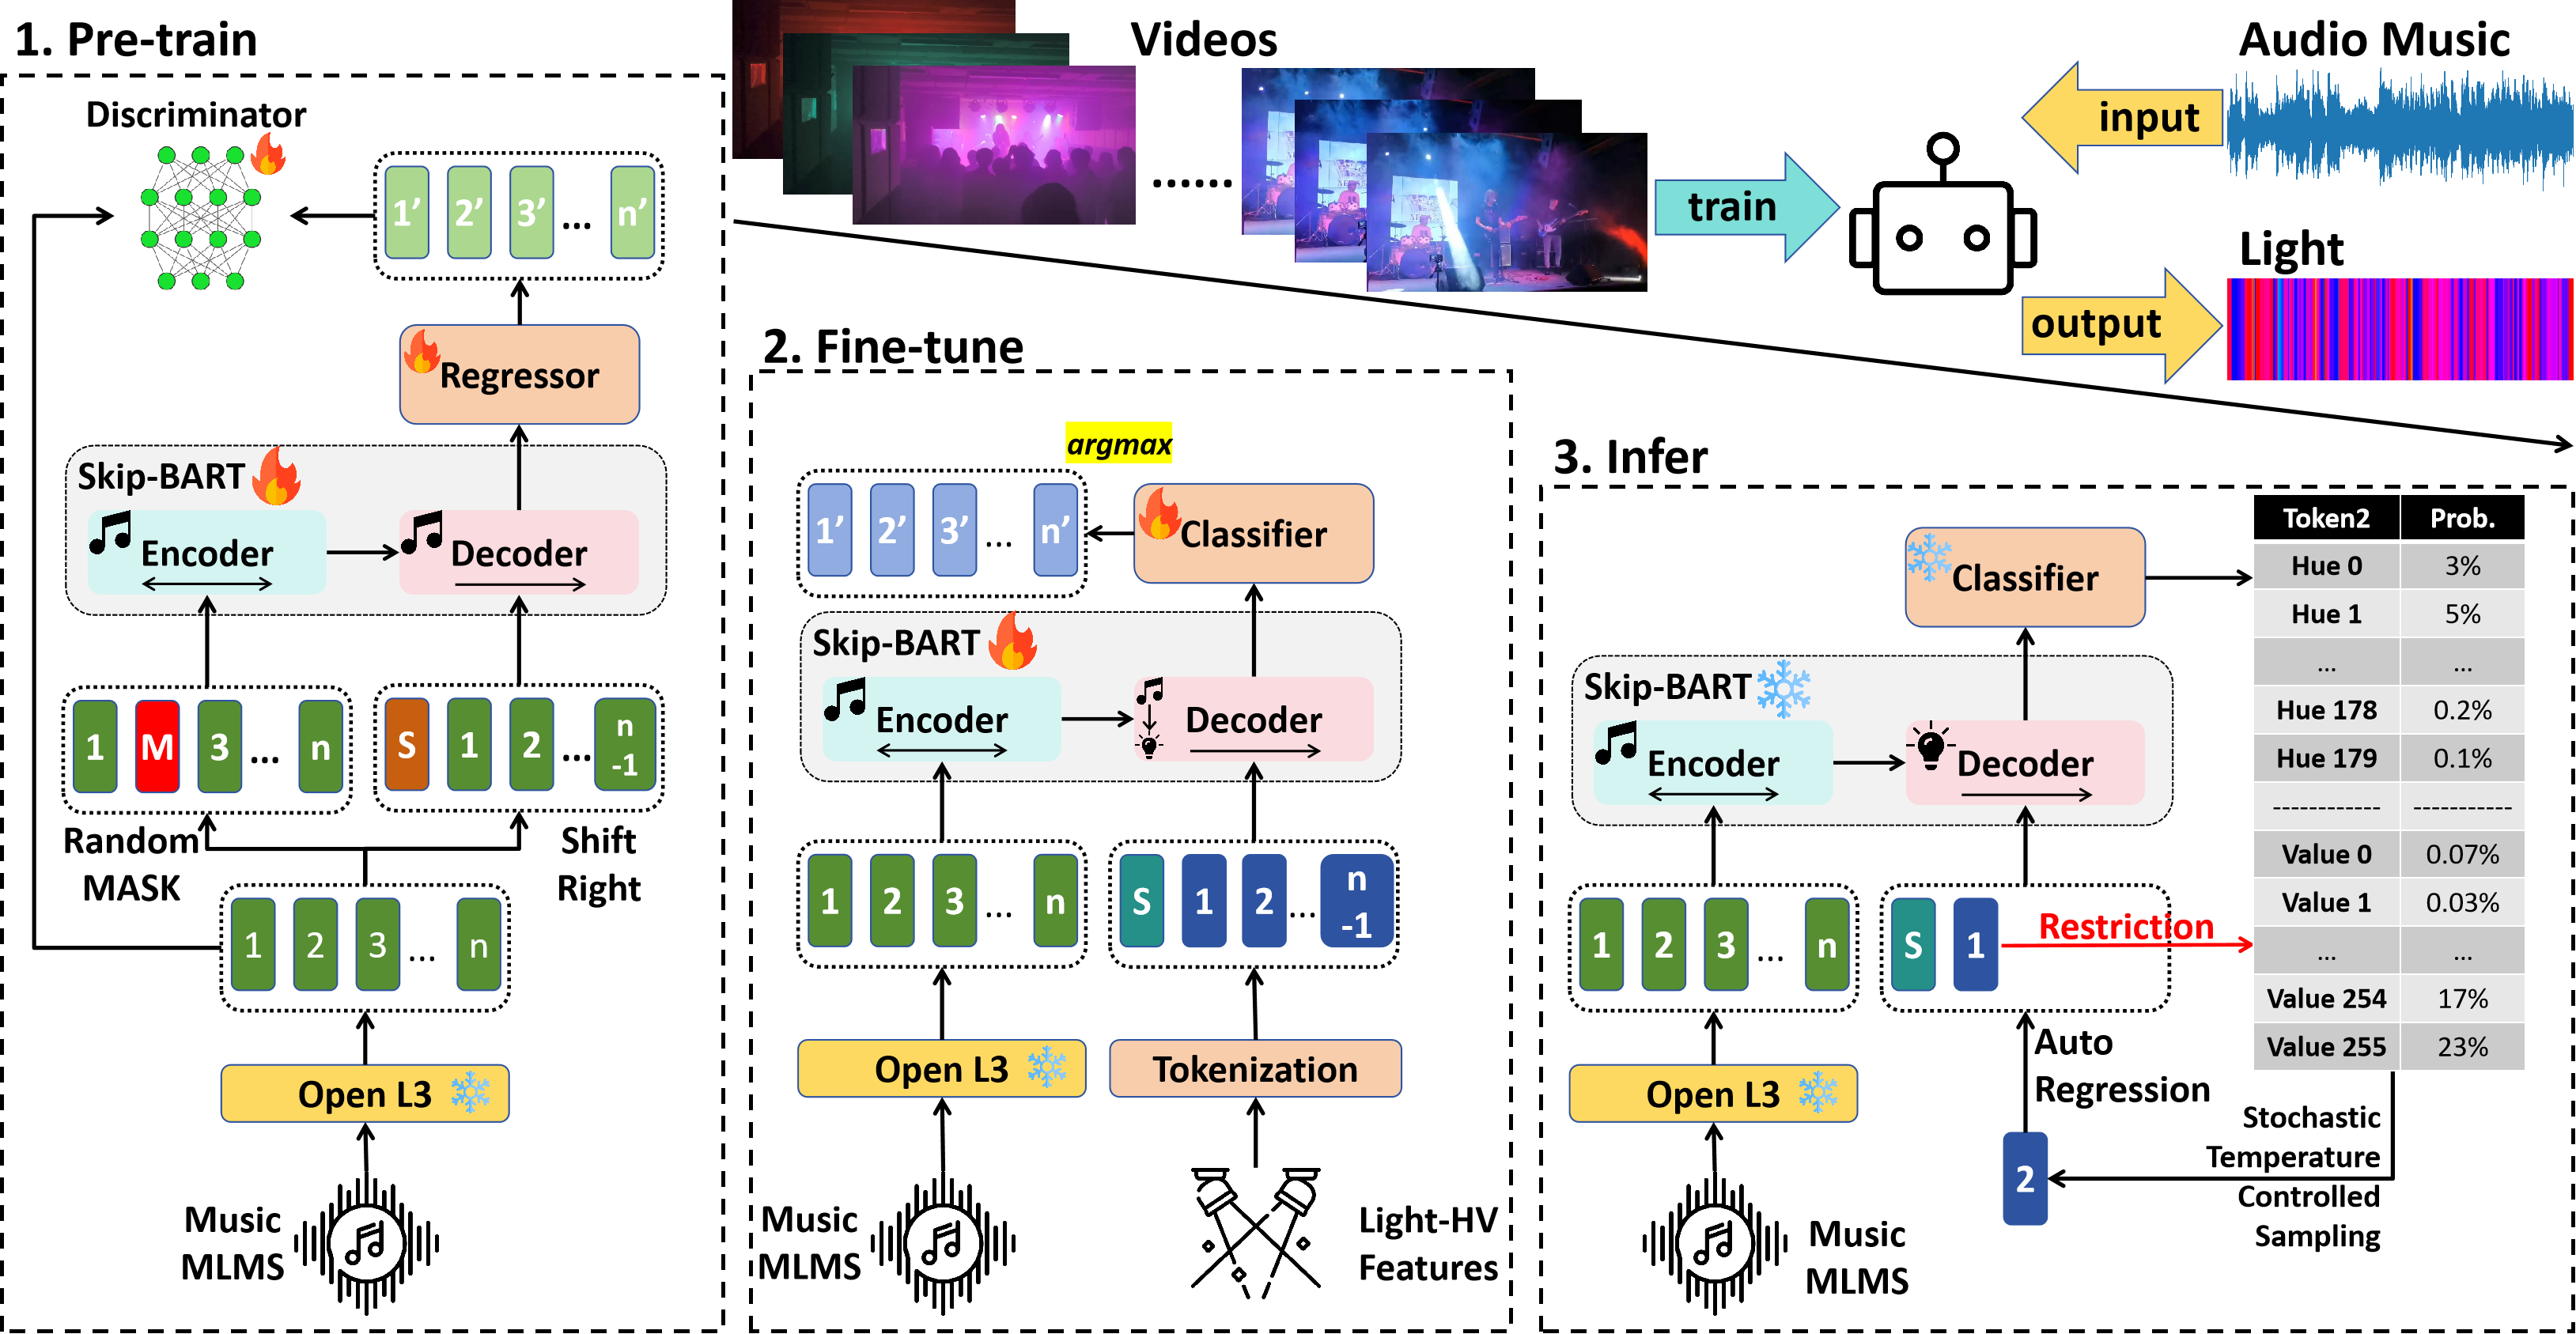 1. Pre-train
Discriminator
1’ 2’ 3’ ... n’
Regressor
Skip-BART
Encoder
Decoder
1 M 3 ... n
S 1 2 ... n -1
Random
MASK
Shift
Right
1 2 3 ... n
Open L3
Music
MLMS
Videos
......
train
Audio Music
input
Light
output
2. Fine-tune
argmax
1’ 2’ 3’ ... n’
Classifier
Skip-BART
Encoder
Decoder
1 2 3 ... n
S 1 2 ... n -1
Open L3
Tokenization
Music
MLMS
Light-HV
Features
3. Infer
Classifier
Skip-BART
Encoder
Decoder
1 2 3 ... n
S 1
Restriction
Open L3
Auto
Regression
Music
MLMS
2
Token2 Prob.
Hue 0 3%
Hue 1 5%
... ...
Hue 178 0.2%
Hue 179 0.1%
------------ -----------
Value 0 0.07%
Value 1 0.03%
... ...
Value 254 17%
Value 255 23%
Stochastic
Temperature
Controlled
Sampling